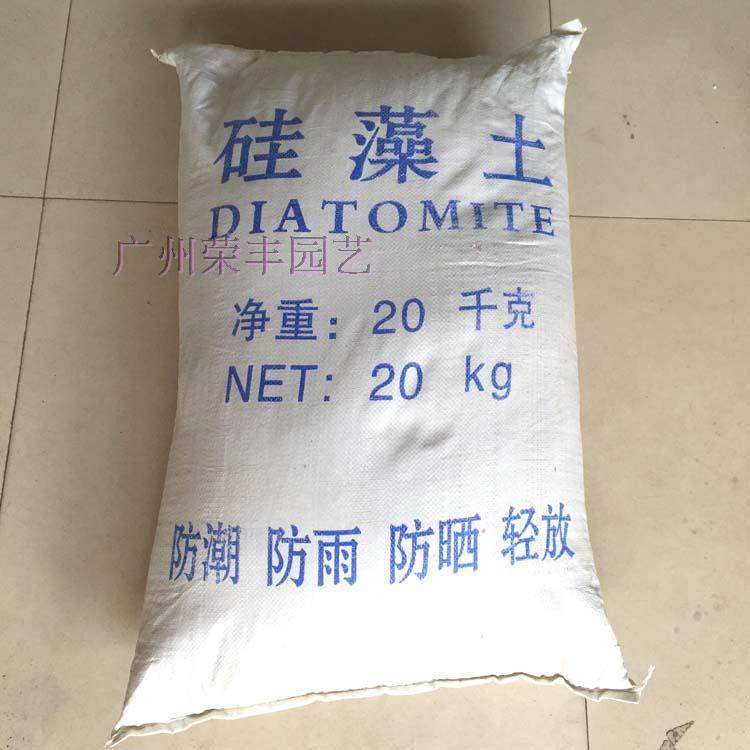 硅藻土
DIATOMITE
广州荣丰园艺
净重：20 千克
NET: 20 kg
防潮 防雨 防晒 轻放